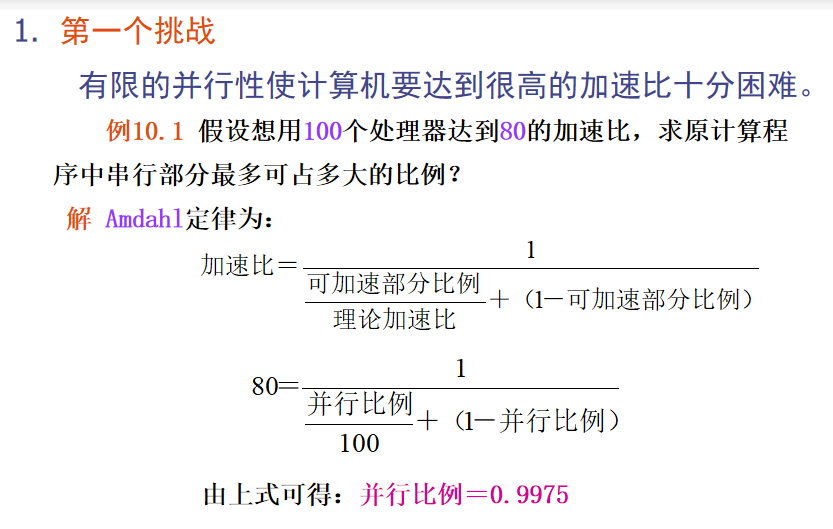 1. 第一个挑战
有限的并行性使计算机要达到很高的加速比十分困难。
例10.1 假设想用100个处理器达到80的加速比，求原计算程
序中串行部分最多可占多大的比例？
解 Amdahl定律为：
1
加速比＝
可加速部分比例
＋（1－可加速部分比例）
理论加速比
1
80＝
并行比例
＋（1－并行比例）
100
由上式可得：并行比例＝0.9975